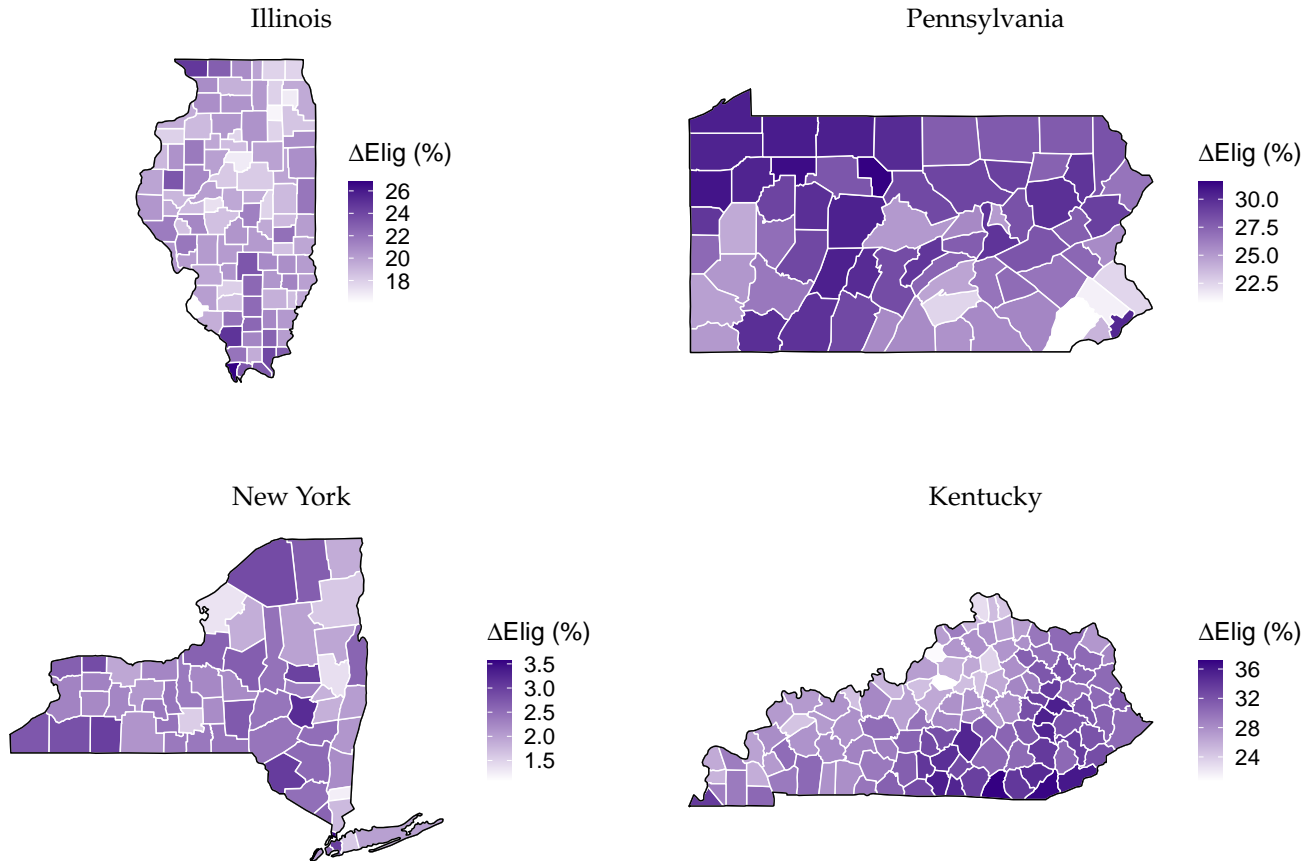 Illinois
ΔElig (%)
26
24
22
20
18
Pennsylvania
ΔElig (%)
30.0
27.5
25.0
22.5
New York
ΔElig (%)
3.5
3.0
2.5
2.0
1.5
Kentucky
ΔElig (%)
36
32
28
24